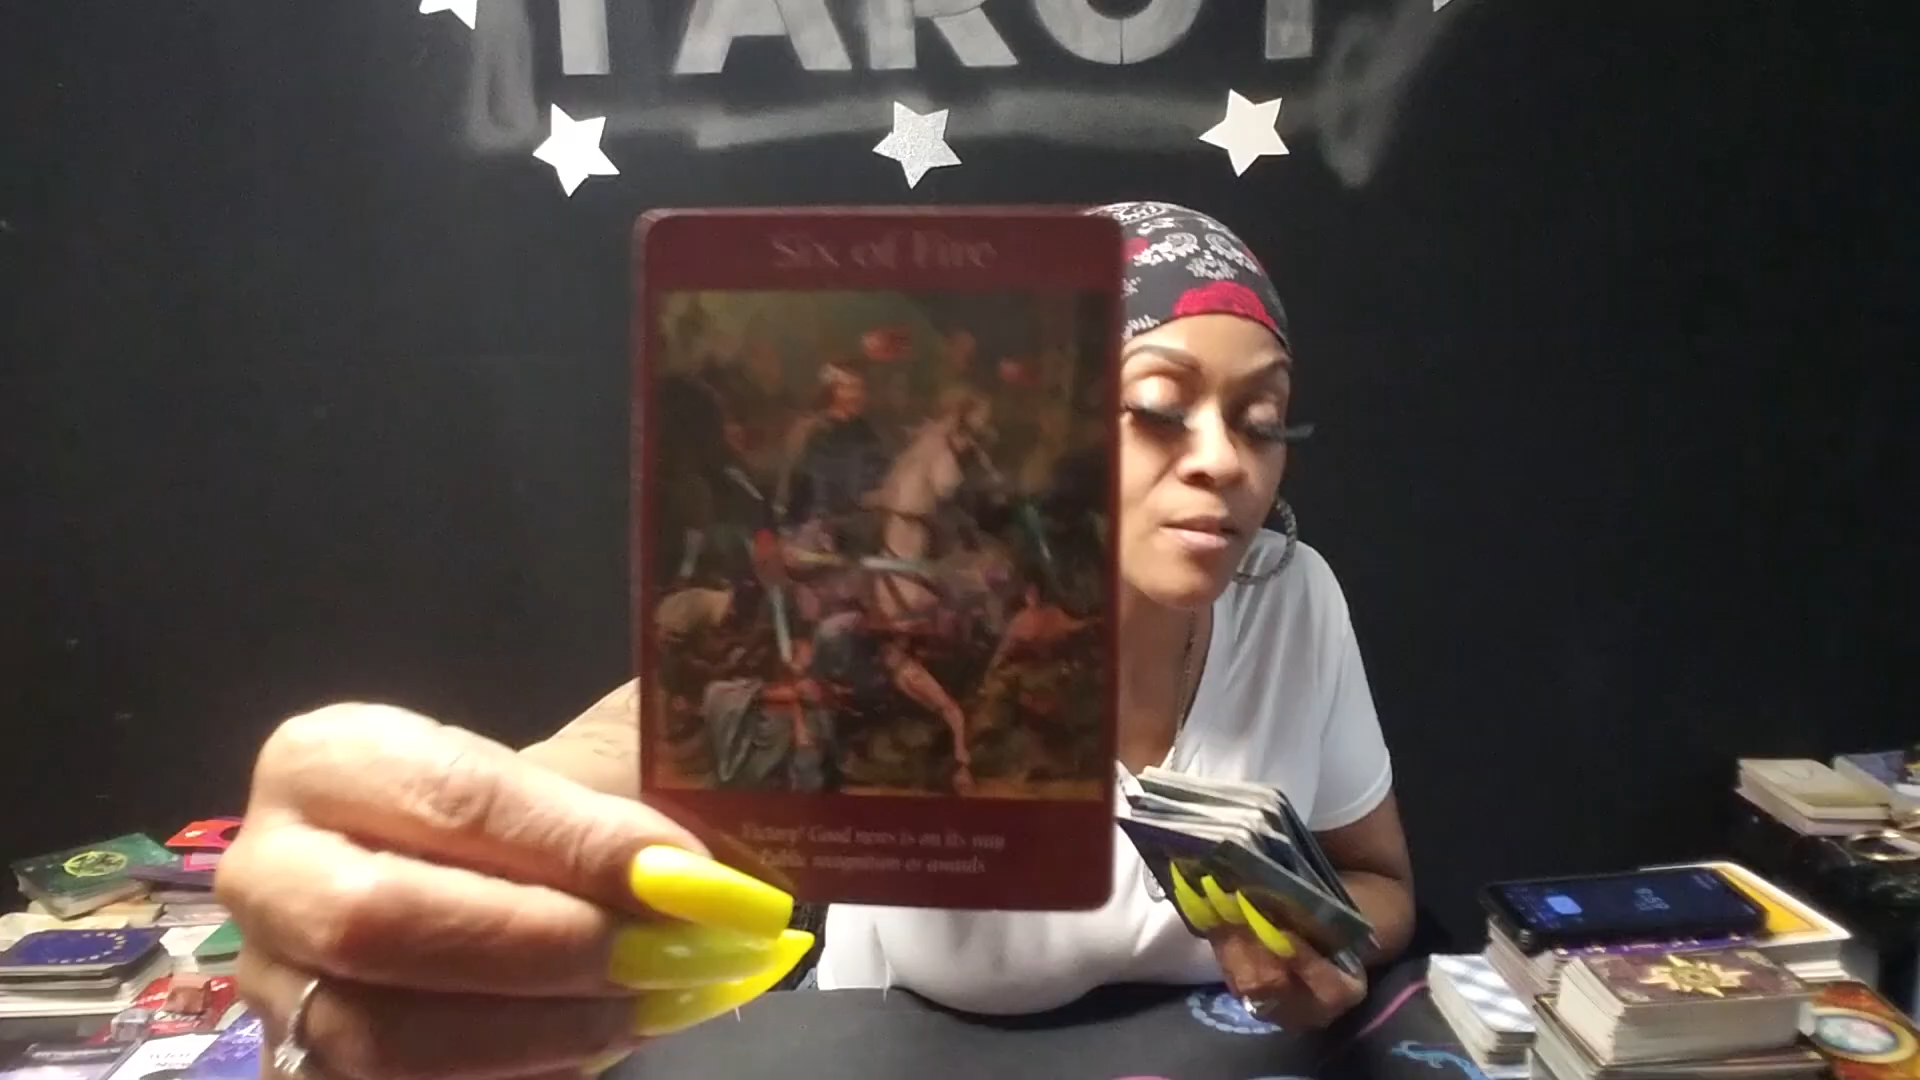 TAROT
Six of Fire
Victory! Good news is on its way
Public recognition or awards